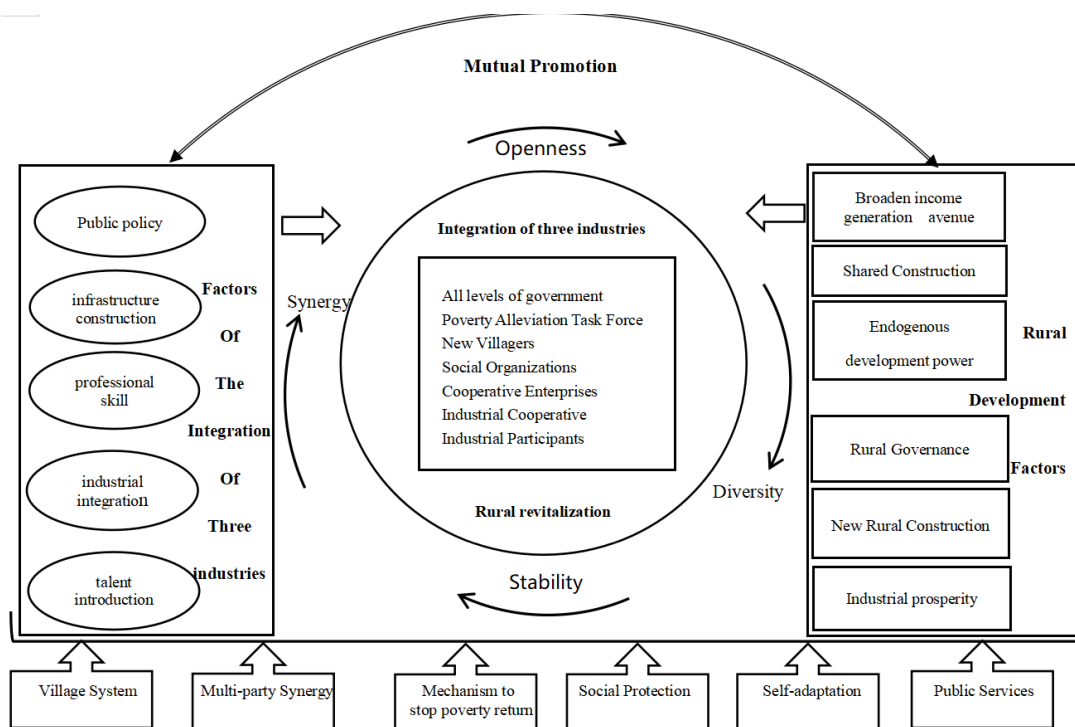 Mutual Promotion
Openness
Public policy
infrastructure
construction
professional
skill
industrial
integration
talent
introduction
Factors
Of
The
Integration
Of
Three
industries
Synergy
Integration of three industries
All levels of government
Poverty Alleviation Task Force
New Villagers
Social Organizations
Cooperative Enterprises
Industrial Cooperative
Industrial Participants
Rural revitalization
Diversity
Stability
Broaden income
generation avenue
Shared Construction
Endogenous
development power
Rural Governance
New Rural Construction
Industrial prosperity
Rural
Development
Factors
Village System
Multi-party Synergy
Mechanism to
stop poverty return
Social Protection
Self-adaptation
Public Services